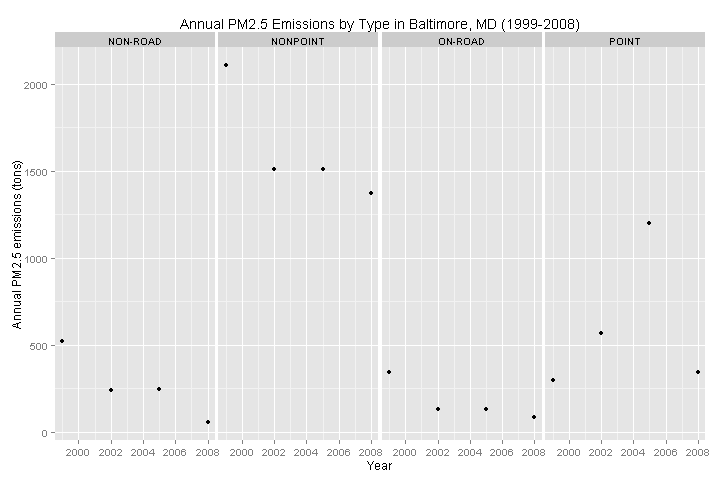 Annual PM2.5 Emissions by Type in Baltimore, MD (1999-2008)
NON-ROAD NONPOINT ON-ROAD POINT
2000
1500
1000
500
0
Annual PM2.5 emissions (tons)
2000 2002 2004 2006 2008 2000 2002 2004 2006 2008 2000 2002 2004 2006 2008 2000 2002 2004 2006 2008
Year